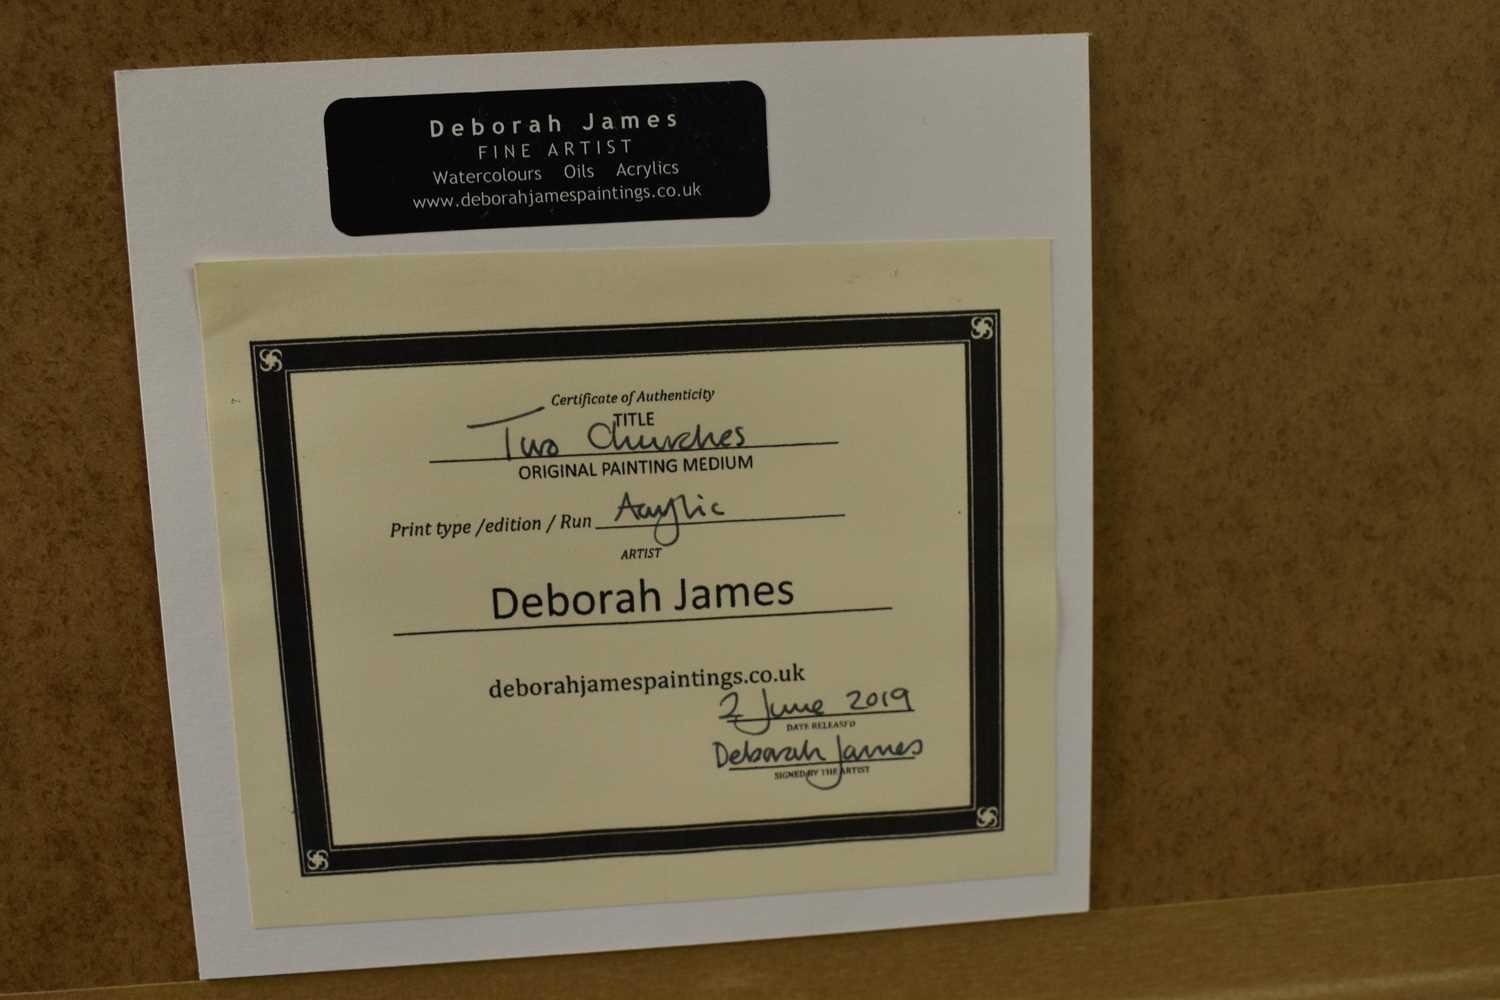 Deborah James
FINE ARTIST
Watercolours Oils Acrylics
www.deborahjamespaintings.co.uk
Certificate of Authenticity
TITLE
Two Churches
ORIGINAL PAINTING MEDIUM
Print type /edition / Run Acrylic
ARTIST
Deborah James
deborahjamespaintings.co.uk
2 June 2019
DATE RELEASED
Deborah James
SIGNED BY THE ARTIST